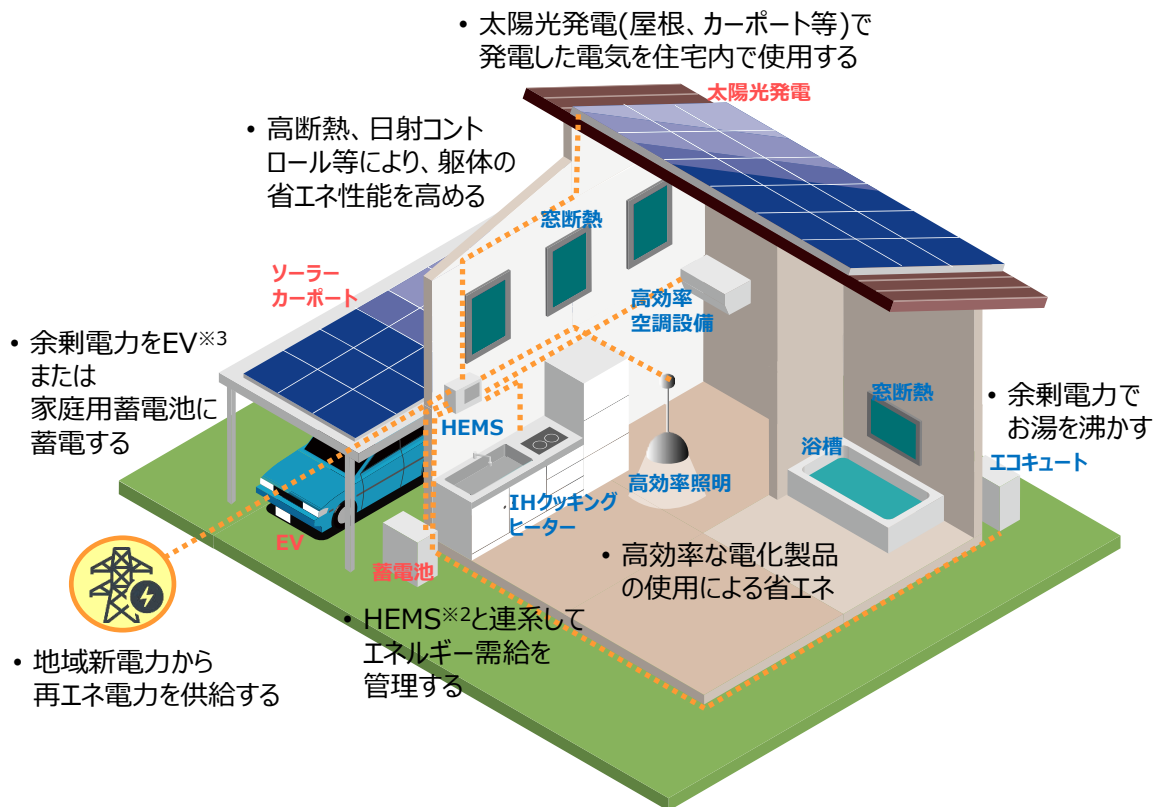 • 太陽光発電(屋根、カーポート等)で
発電した電気を住宅内で使用する
太陽光発電
• 高断熱、日射コント
ロール等により、躯体の
省エネ性能を高める
窓断熱
ソーラー
カーポート
高効率
空調設備
• 余剰電力をEV※3
または
家庭用蓄電池に
蓄電する
HEMS
窓断熱
• 余剰電力で
お湯を沸かす
浴槽
エコキュート
高効率照明
IHクッキング
ヒーター
EV
蓄電池
• 高効率な電化製品
の使用による省エネ
• HEMS※2と連系して
エネルギー需給を
管理する
• 地域新電力から
再エネ電力を供給する